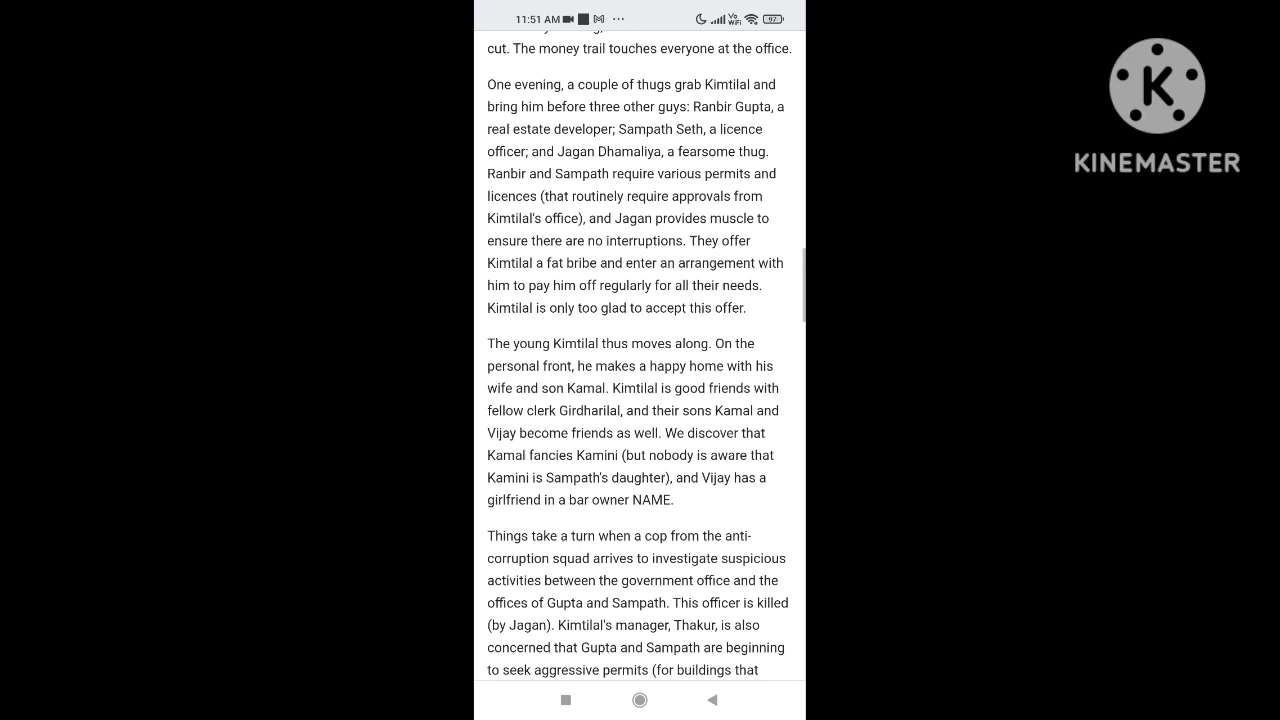 11:51 AM
Vo
WiFi
97
cut. The money trail touches everyone at the office.
One evening, a couple of thugs grab Kimtilal and
bring him before three other guys: Ranbir Gupta, a
real estate developer; Sampath Seth, a licence
officer; and Jagan Dhamaliya, a fearsome thug.
Ranbir and Sampath require various permits and
licences (that routinely require approvals from
Kimtilal's office), and Jagan provides muscle to
ensure there are no interruptions. They offer
Kimtilal a fat bribe and enter an arrangement with
him to pay him off regularly for all their needs.
Kimtilal is only too glad to accept this offer.
The young Kimtilal thus moves along. On the
personal front, he makes a happy home with his
wife and son Kamal. Kimtilal is good friends with
fellow clerk Girdharilal, and their sons Kamal and
Vijay become friends as well. We discover that
Kamal fancies Kamini (but nobody is aware that
Kamini is Sampath's daughter), and Vijay has a
girlfriend in a bar owner NAME.
Things take a turn when a cop from the anti-
corruption squad arrives to investigate suspicious
activities between the government office and the
offices of Gupta and Sampath. This officer is killed
(by Jagan). Kimtilal's manager, Thakur, is also
concerned that Gupta and Sampath are beginning
to seek aggressive permits (for buildings that
K
KINEMASTER